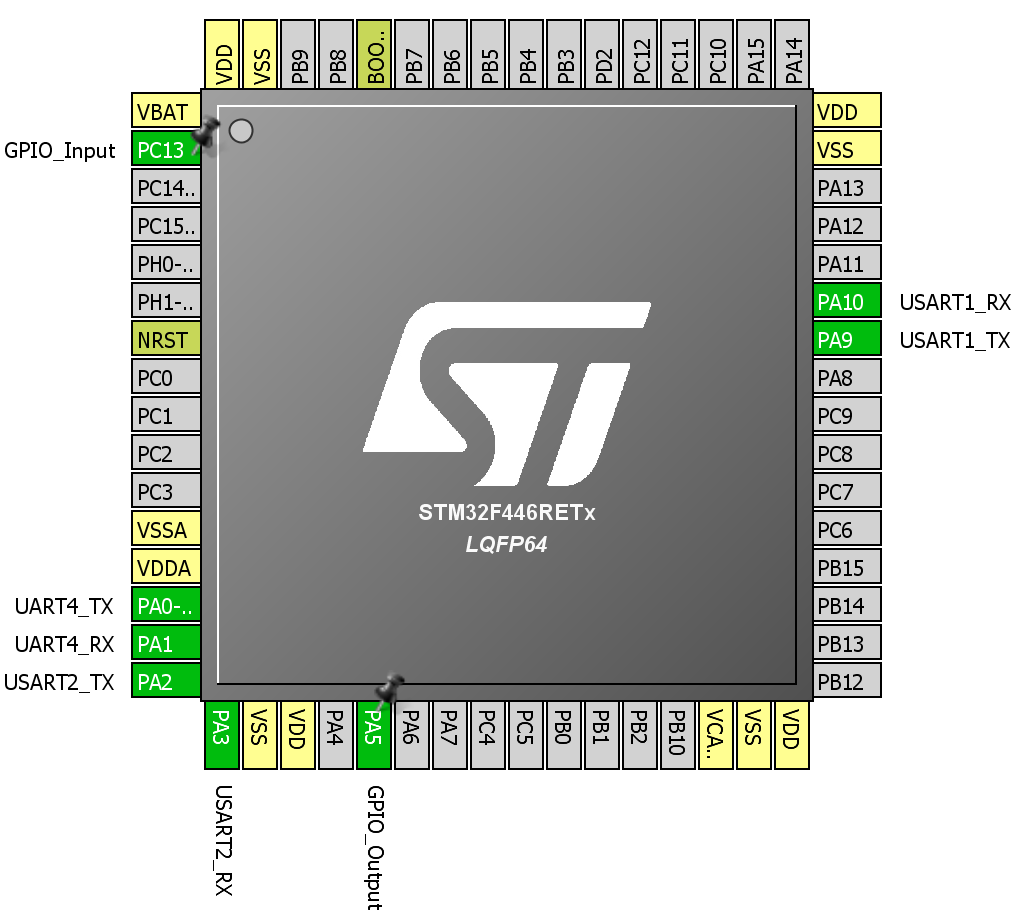 VDD
VSS
PB9
PB8
BOO..
PB7
PB6
PB5
PB4
PB3
PD2
PC12
PC11
PC10
PA15
PA14
VBAT
GPIO_Input PC13
PC14..
PC15..
PH0-..
PH1-..
NRST
PC0
PC1
PC2
PC3
VSSA
VDDA
UART4_TX PA0-..
UART4_RX PA1
USART2_TX PA2
ST
STM32F446RETx
LQFP64
VDD
VSS
PA13
PA12
PA11
PA10 USART1_RX
PA9 USART1_TX
PA8
PC9
PC8
PC7
PC6
PB15
PB14
PB13
PB12
PA3
VSS
VDD
PA4
PA5
PA6
PA7
PC4
PC5
PB0
PB1
PB2
PB10
VCA..
VSS
VDD
USART2_RX
GPIO_Output